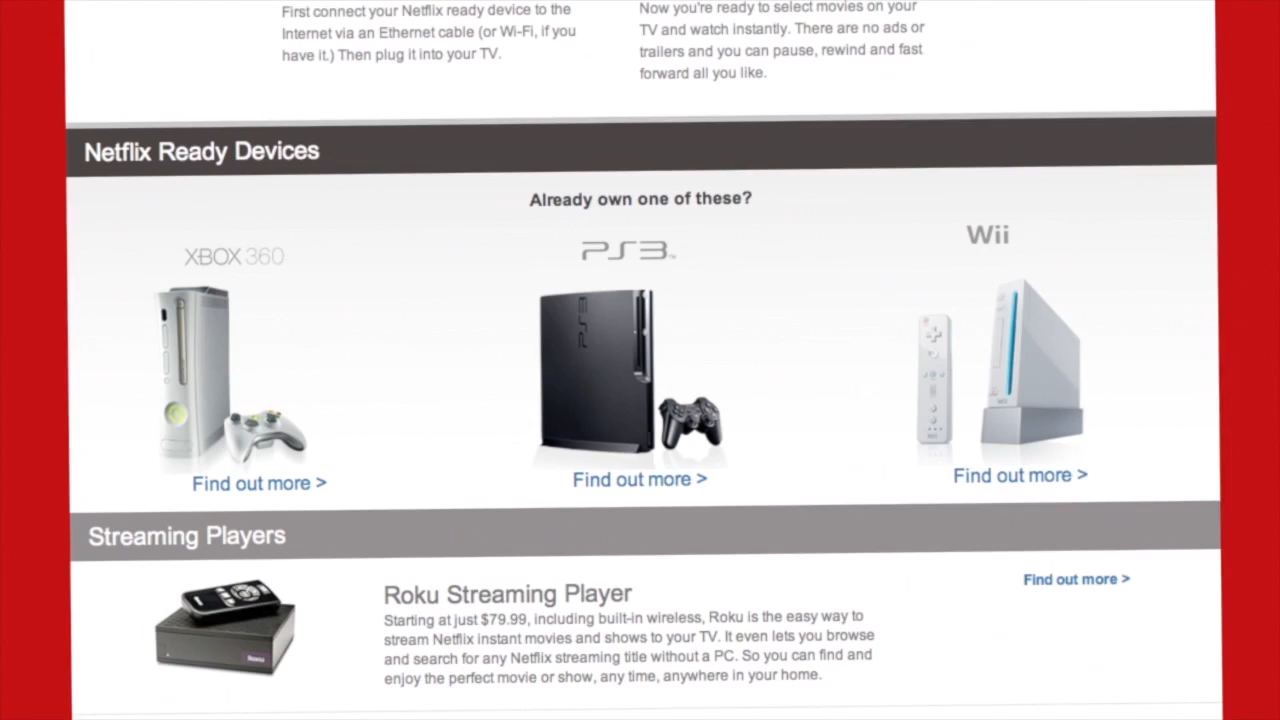 First connect your Netflix ready device to the
Internet via an Ethernet cable (or Wi-Fi, if you
have it.) Then plug it into your TV.
Now you're ready to select movies on your
TV and watch instantly. There are no ads or
trailers and you can pause, rewind and fast
forward all you like.
Netflix Ready Devices
Already own one of these?
XBOX 360
PS3™
Wii
PS3
Wii
Wii
Find out more >
Find out more >
Find out more >
Streaming Players
Roku Streaming Player
Starting at just $79.99, including built-in wireless, Roku is the easy way to
stream Netflix instant movies and shows to your TV. It even lets you browse
and search for any Netflix streaming title without a PC. So you can find and
enjoy the perfect movie or show, any time, anywhere in your home.
Find out more >
Roku